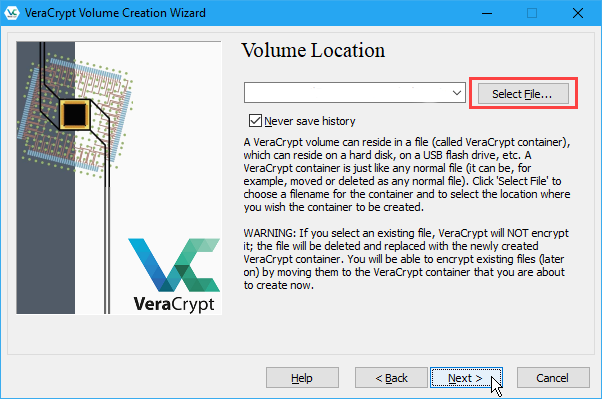 VeraCrypt Volume Creation Wizard
Volume Location
Select File...
Never save history
A VeraCrypt volume can reside in a file (called VeraCrypt container),
which can reside on a hard disk, on a USB flash drive, etc. A
VeraCrypt container is just like any normal file (it can be, for
example, moved or deleted as any normal file). Click 'Select File' to
choose a filename for the container and to select the location where
you wish the container to be created.
WARNING: If you select an existing file, VeraCrypt will NOT encrypt
it; the file will be deleted and replaced with the newly created
VeraCrypt container. You will be able to encrypt existing files (later
on) by moving them to the VeraCrypt container that you are about
to create now.
VeraCrypt
Help
< Back
Next >
Cancel